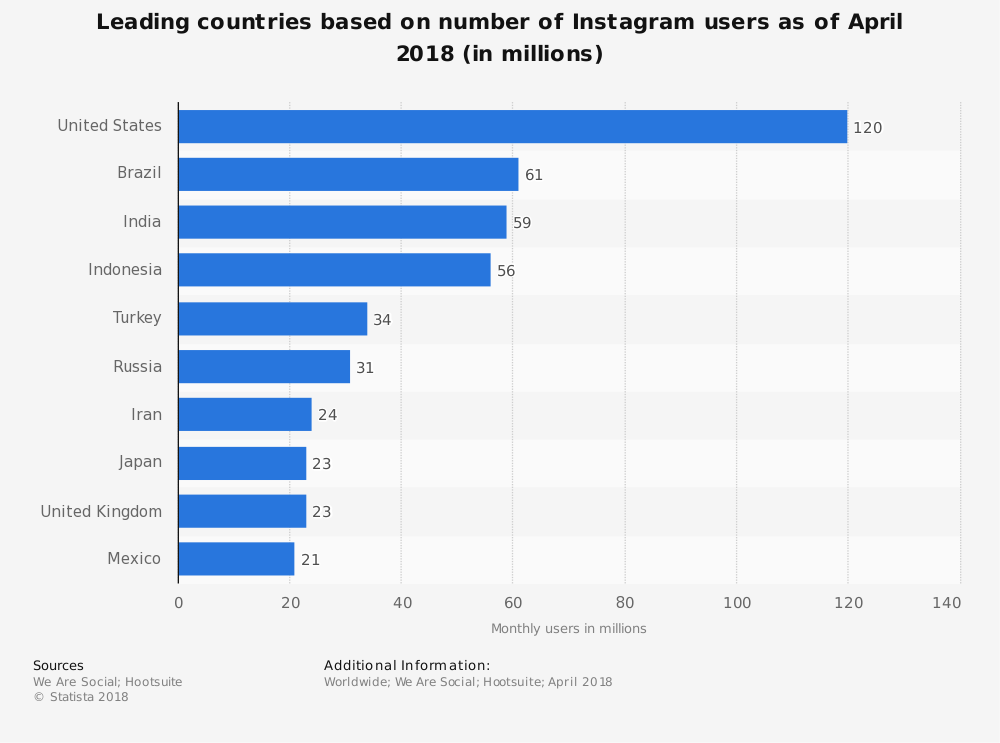 Leading countries based on number of Instagram users as of April
2018 (in millions)
United States 120
Brazil 61
India 59
Indonesia 56
Turkey 34
Russia 31
Iran 24
Japan 23
United Kingdom 23
Mexico 21
0 20 40 60 80 100 120 140
Monthly users in millions
Sources
We Are Social; Hootsuite
© Statista 2018
Additional Information:
Worldwide; We Are Social; Hootsuite; April 2018